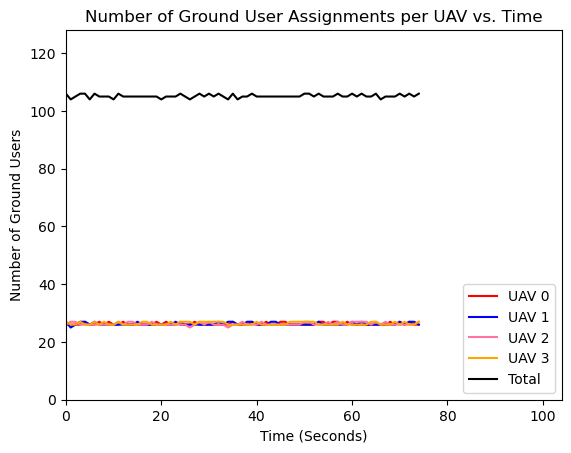 Number of Ground User Assignments per UAV vs. Time
Number of Ground Users
120
100
80
60
40
20
0
0 20 40 60 80 100
Time (Seconds)
UAV 0
UAV 1
UAV 2
UAV 3
Total